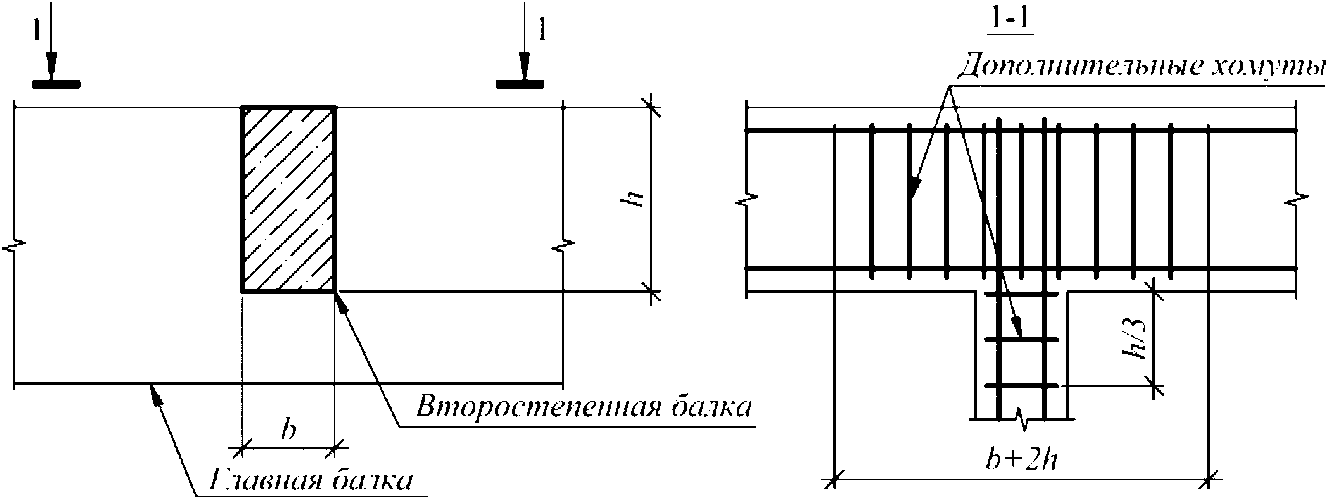 1
1
1-1
Дополнительные хомуты
h
h/3
Второстепенная балка
b
b+2h
Главная балка